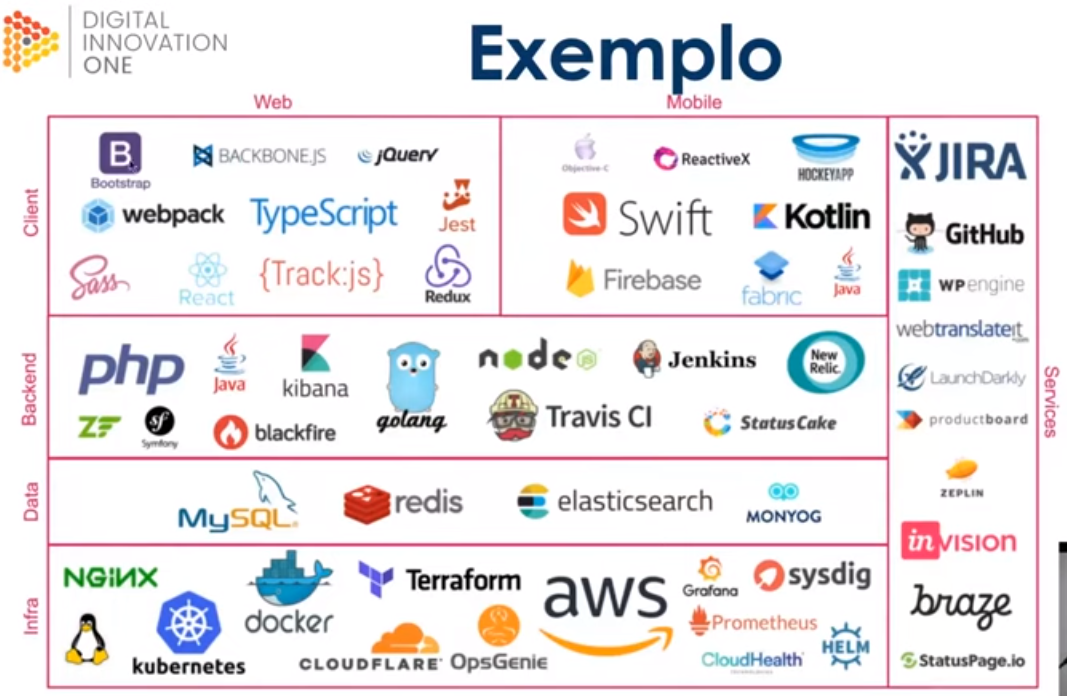 DIGITAL
INNOVATION
ONE
Exemplo
Web
Mobile
Client
B
Bootstrap
BACKBONE.JS
jQuery
webpack
TypeScript
Jest
Sass
React
{Track:js}
Redux
Objective-C
ReactiveX
HOCKEYAPP
Swift
Kotlin
Firebase
fabric
Java
Backend
php
Java
kibana
golang
node
JS
Jenkins
New
Relic.
ZF
sf
Symfony
blackfire
T
Travis CI
StatusCake
Data
MySQL
redis
elasticsearch
MONYOG
Infra
NGINX
docker
Terraform
aws
Grafana
sysdig
kubernetes
CLOUDFLARE
OpsGenie
Prometheus
CloudHealth
HELM
Services
JIRA
GitHub
WPengine
webtranslateit
.com
LaunchDarkly
productboard
ZEPLIN
inVISION
braze
StatusPage.io